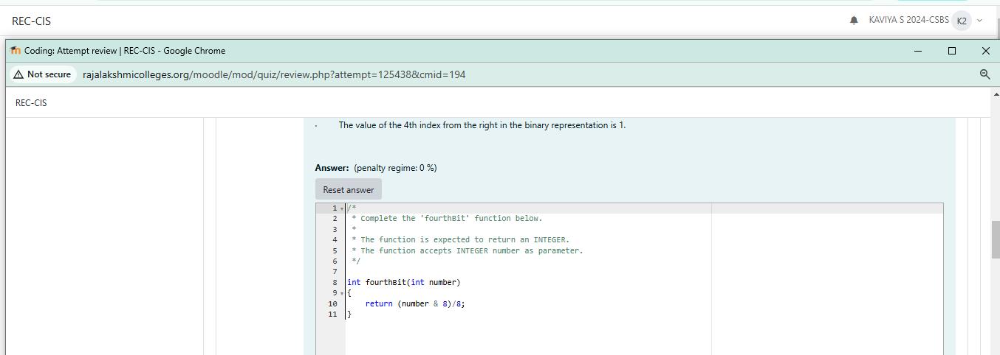 REC-CIS
KAVIYA S 2024-CSBS K2
Coding: Attempt review | REC-CIS - Google Chrome
Not secure rajalakshmicolleges.org/moodle/mod/quiz/review.php?attempt=125438&cmid=194
REC-CIS
· The value of the 4th index from the right in the binary representation is 1.
Answer: (penalty regime: 0 %)
Reset answer
1 /*
2 * Complete the 'fourthBit' function below.
3 *
4 * The function is expected to return an INTEGER.
5 * The function accepts INTEGER number as parameter.
6 */
7
8 int fourthBit(int number)
9 {
10 return (number & 8)/8;
11 }